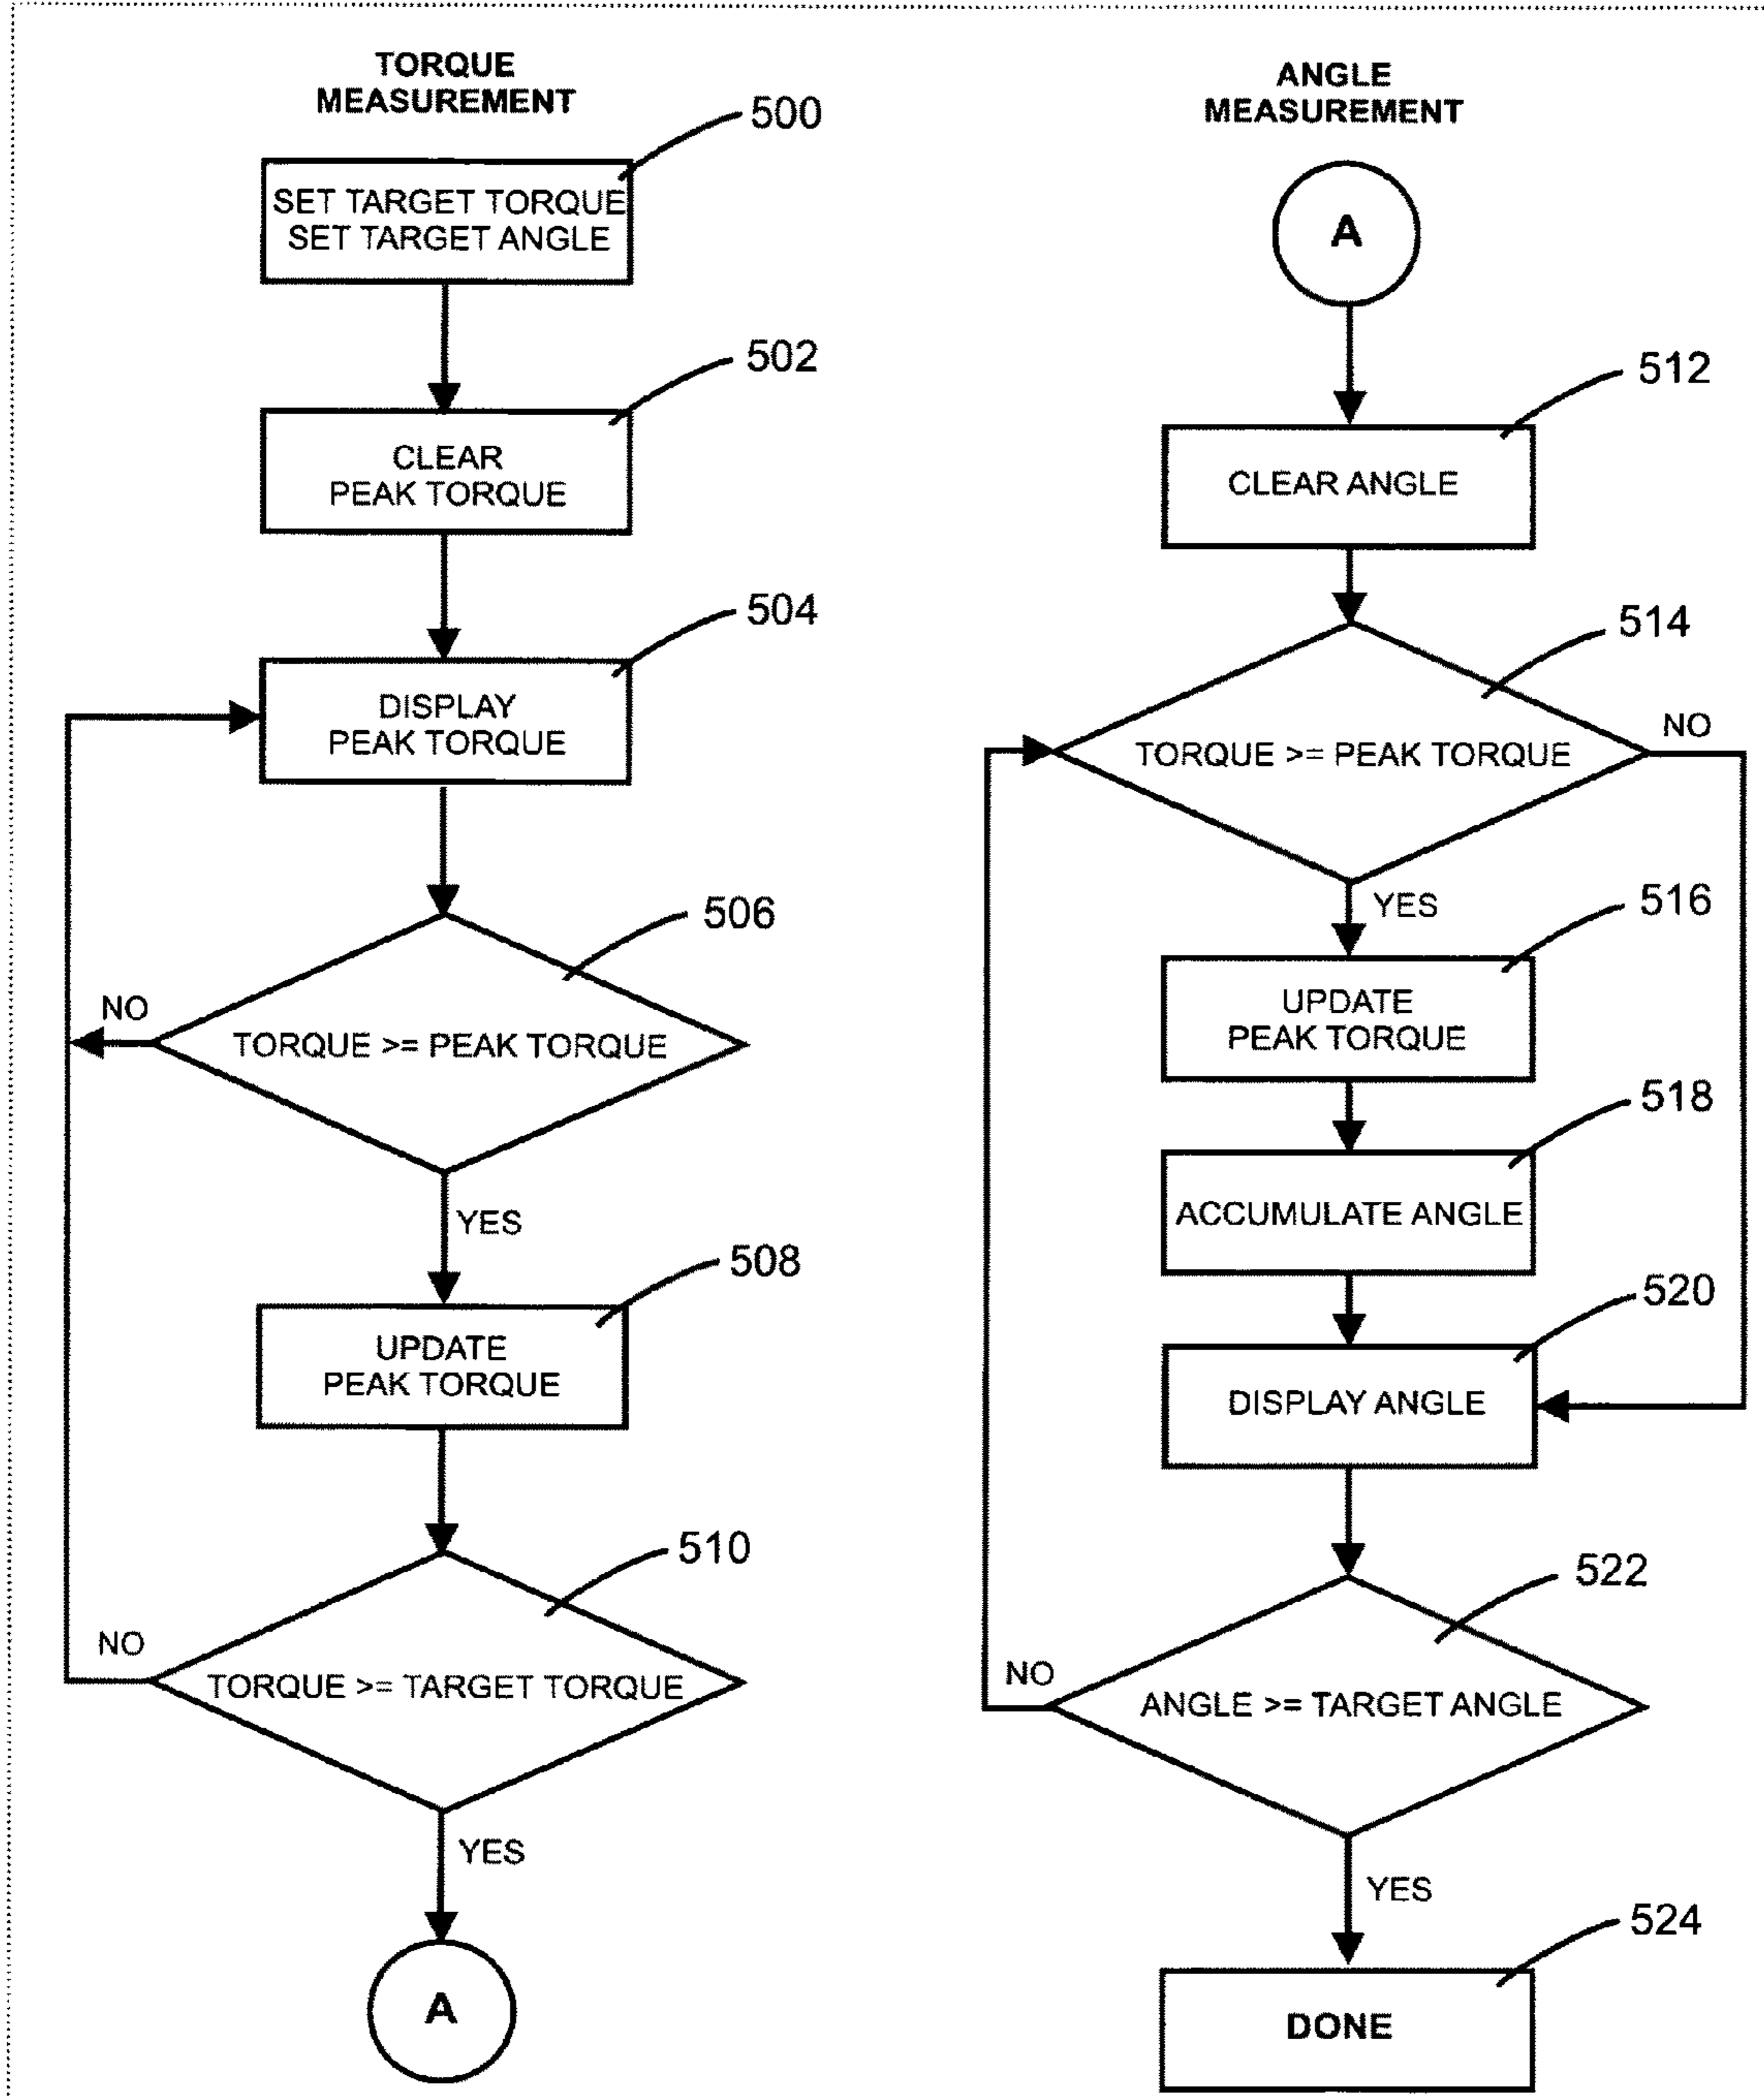 TORQUE
MEASUREMENT
500
SET TARGET TORQUE
SET TARGET ANGLE
502
CLEAR
PEAK TORQUE
504
DISPLAY
PEAK TORQUE
506
NO
TORQUE >= PEAK TORQUE
YES
508
UPDATE
PEAK TORQUE
510
NO
TORQUE >= TARGET TORQUE
YES
A
ANGLE
MEASUREMENT
A
512
CLEAR ANGLE
514
NO
TORQUE >= PEAK TORQUE
YES
516
UPDATE
PEAK TORQUE
518
ACCUMULATE ANGLE
520
DISPLAY ANGLE
522
NO
ANGLE >= TARGET ANGLE
YES
524
DONE